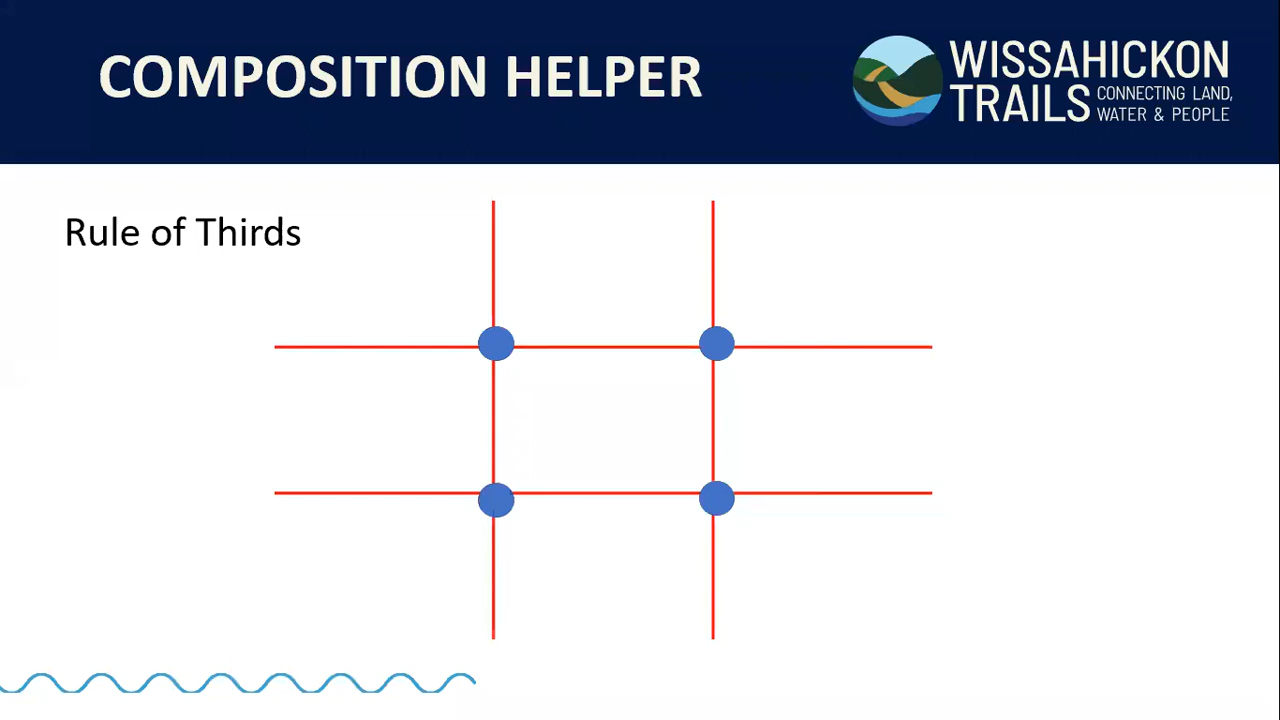 COMPOSITION HELPER
WISSAHICKON
TRAILS CONNECTING LAND,
WATER & PEOPLE
Rule of Thirds